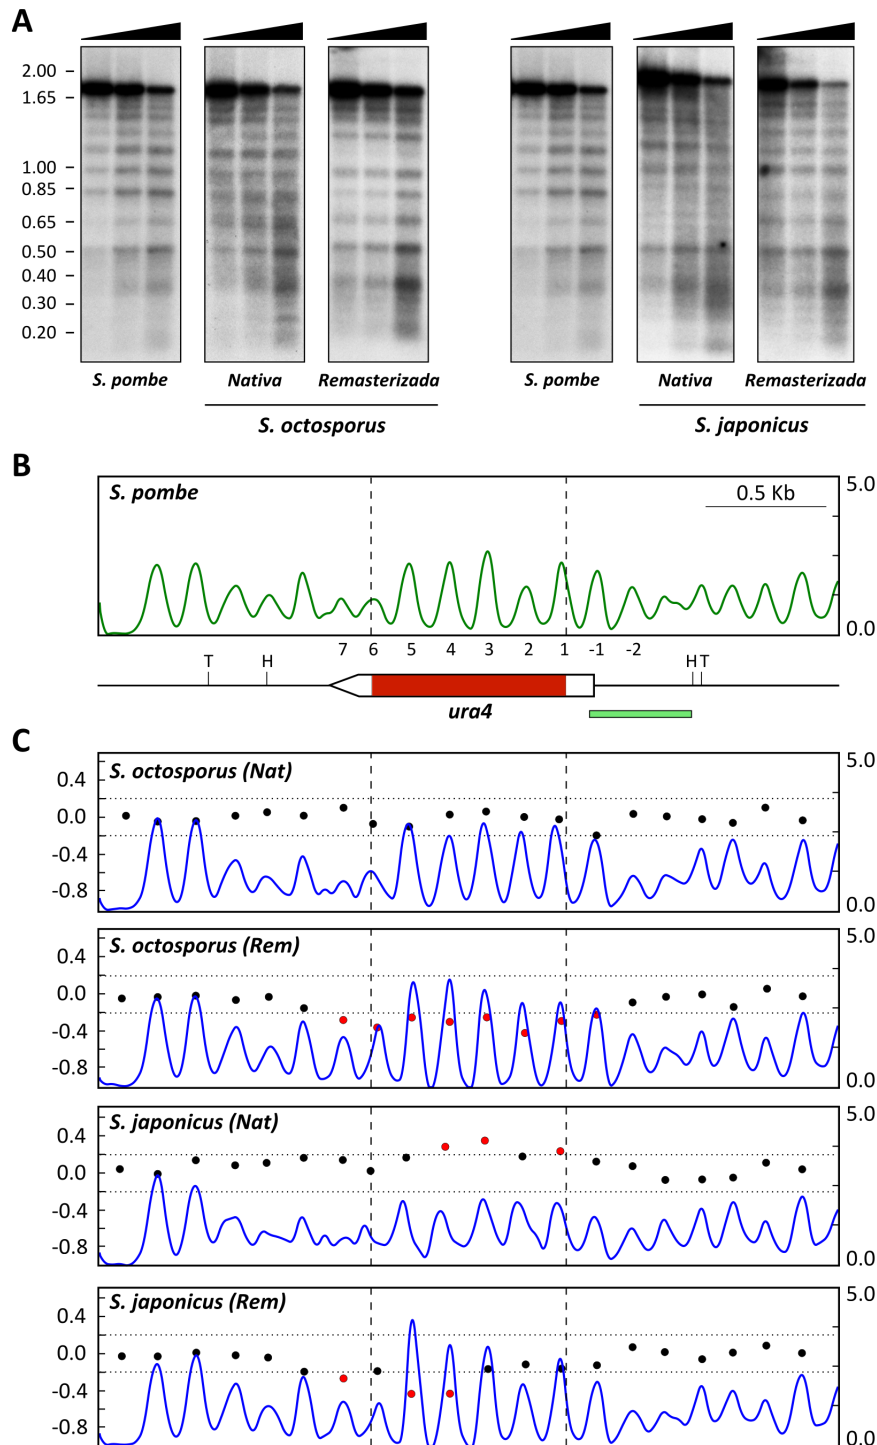 A
2.00
1.65
1.00
0.85
0.65
0.50
0.40
0.30
0.20
S. pombe
Nativa
Remasterizada
S. pombe
Nativa
Remasterizada
S. octosporus
S. japonicus
B
S. pombe
0.5 Kb
5.0
0.0
7 6 5 4 3 2 1 -1 -2
T H H T
ura4
C
S. octosporus (Nat)
0.4
0.0
-0.4
-0.8
5.0
0.0
S. octosporus (Rem)
0.4
0.0
-0.4
-0.8
5.0
0.0
S. japonicus (Nat)
0.4
0.0
-0.4
-0.8
5.0
0.0
S. japonicus (Rem)
0.4
0.0
-0.4
-0.8
5.0
0.0